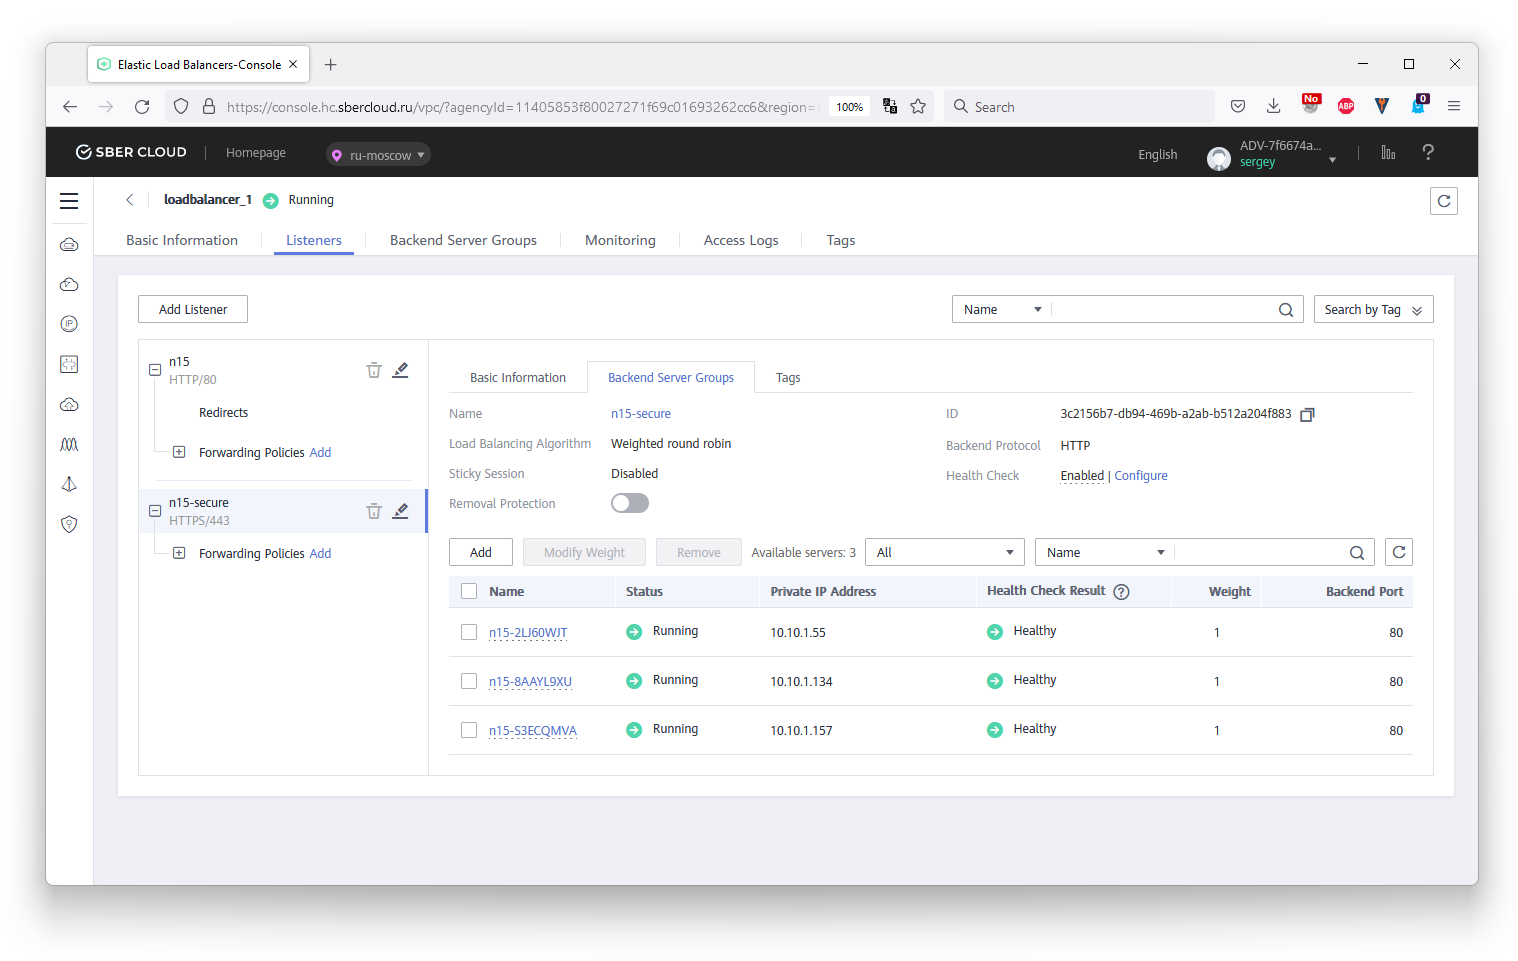 Elastic Load Balancers-Console
https://console.hc.sbercloud.ru/vpc/?agencyId=11405853f80027271f69c01693262cc6&region=
100%
Search
No
ABP
0
SBER CLOUD
Homepage
ru-moscow
English
ADV-7f6674a...
sergey
?
loadbalancer_1
Running
Basic Information
Listeners
Backend Server Groups
Monitoring
Access Logs
Tags
IP
Add Listener
Name
Search by Tag
n15
HTTP/80
Redirects
Forwarding Policies Add
n15-secure
HTTPS/443
Forwarding Policies Add
Basic Information
Backend Server Groups
Tags
Name n15-secure
ID 3c2156b7-db94-469b-a2ab-b512a204f883
Load Balancing Algorithm Weighted round robin
Backend Protocol HTTP
Sticky Session Disabled
Health Check Enabled | Configure
Removal Protection
Add
Modify Weight
Remove
Available servers: 3
All
Name
Name Status Private IP Address Health Check Result ? Weight Backend Port
n15-2LJ60WJT Running 10.10.1.55 Healthy 1 80
n15-8AAYL9XU Running 10.10.1.134 Healthy 1 80
n15-S3ECQMVA Running 10.10.1.157 Healthy 1 80